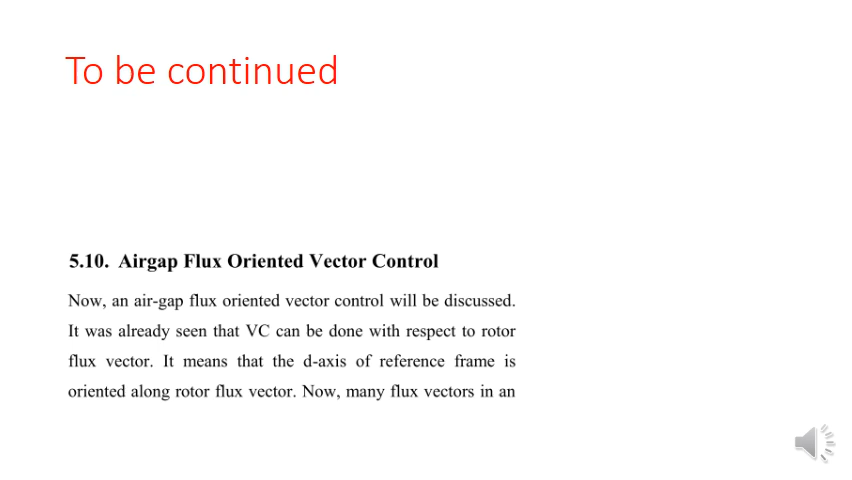 To be continued
5.10. Airgap Flux Oriented Vector Control
Now, an air-gap flux oriented vector control will be discussed.
It was already seen that VC can be done with respect to rotor
flux vector. It means that the d-axis of reference frame is
oriented along rotor flux vector. Now, many flux vectors in an